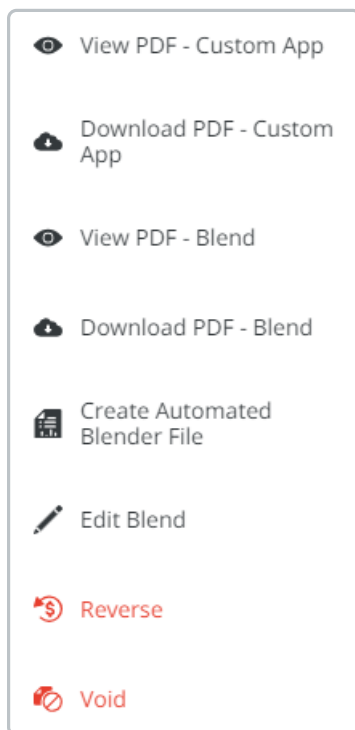 View PDF - Custom App
Download PDF - Custom
App
View PDF - Blend
Download PDF - Blend
Create Automated
Blender File
Edit Blend
Reverse
Void